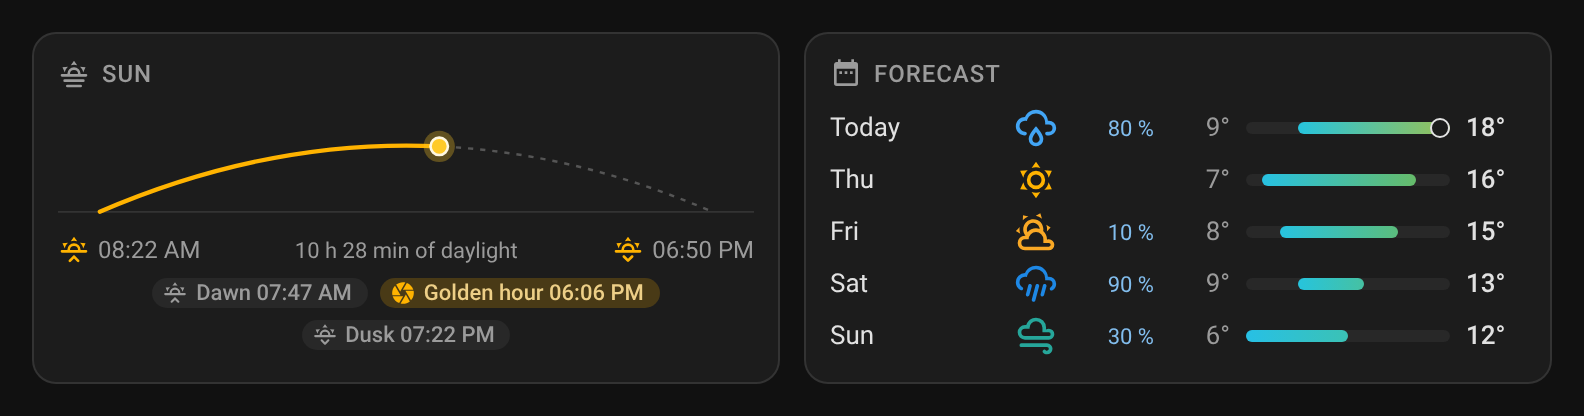 SUN
08:22 AM 10 h 28 min of daylight 06:50 PM
Dawn 07:47 AM Golden hour 06:06 PM
Dusk 07:22 PM
FORECAST
Today 80 % 9° 18°
Thu 7° 16°
Fri 10 % 8° 15°
Sat 90 % 9° 13°
Sun 30 % 6° 12°